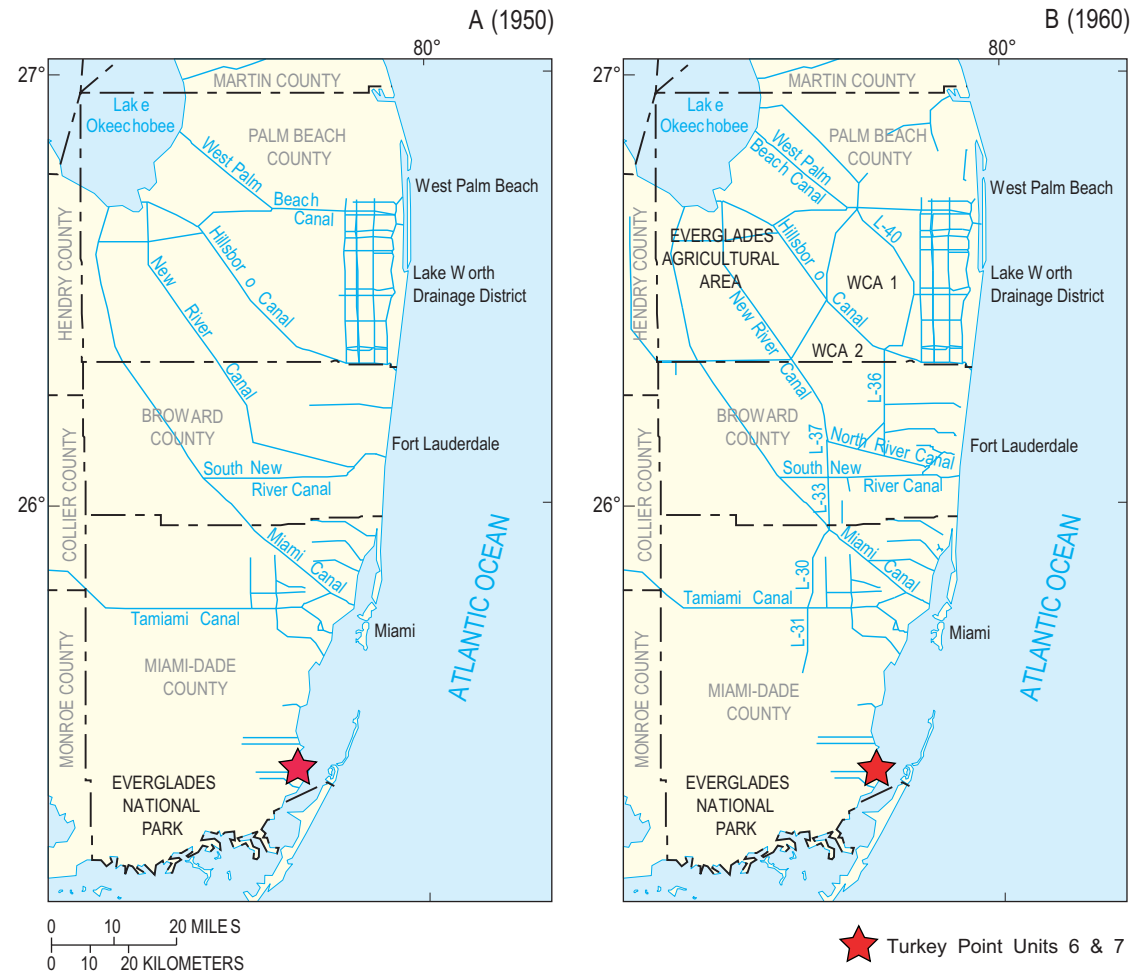 A (1950)
80°
27°
MARTIN COUNTY
Lake
Okeechobee
PALM BEACH
COUNTY
West Palm
Beach
Canal
West Palm Beach
HENDRY COUNTY
Hillsboro Canal
New River Canal
Lake Worth
Drainage District
BROWARD
COUNTY
Fort Lauderdale
South New
River Canal
COLLIER COUNTY
26°
Miami Canal
ATLANTIC OCEAN
Tamiami Canal
Miami
MONROE COUNTY
MIAMI-DADE
COUNTY
EVERGLADES
NATIONAL
PARK
0 10 20 MILES
0 10 20 KILOMETERS
B (1960)
80°
27°
MARTIN COUNTY
Lake
Okeechobee
PALM BEACH
COUNTY
West Palm
Beach Canal
West Palm Beach
HENDRY COUNTY
EVERGLADES
AGRICULTURAL
AREA
Hillsboro Canal
L-40
WCA 1
Lake Worth
Drainage District
New River Canal
WCA 2
L-36
BROWARD
COUNTY
L-37
North River Canal
Fort Lauderdale
South New
River Canal
L-33
COLLIER COUNTY
26°
Miami Canal
L-30
ATLANTIC OCEAN
Tamiami Canal
L-31
Miami
MONROE COUNTY
MIAMI-DADE
COUNTY
EVERGLADES
NATIONAL
PARK
Turkey Point Units 6 & 7